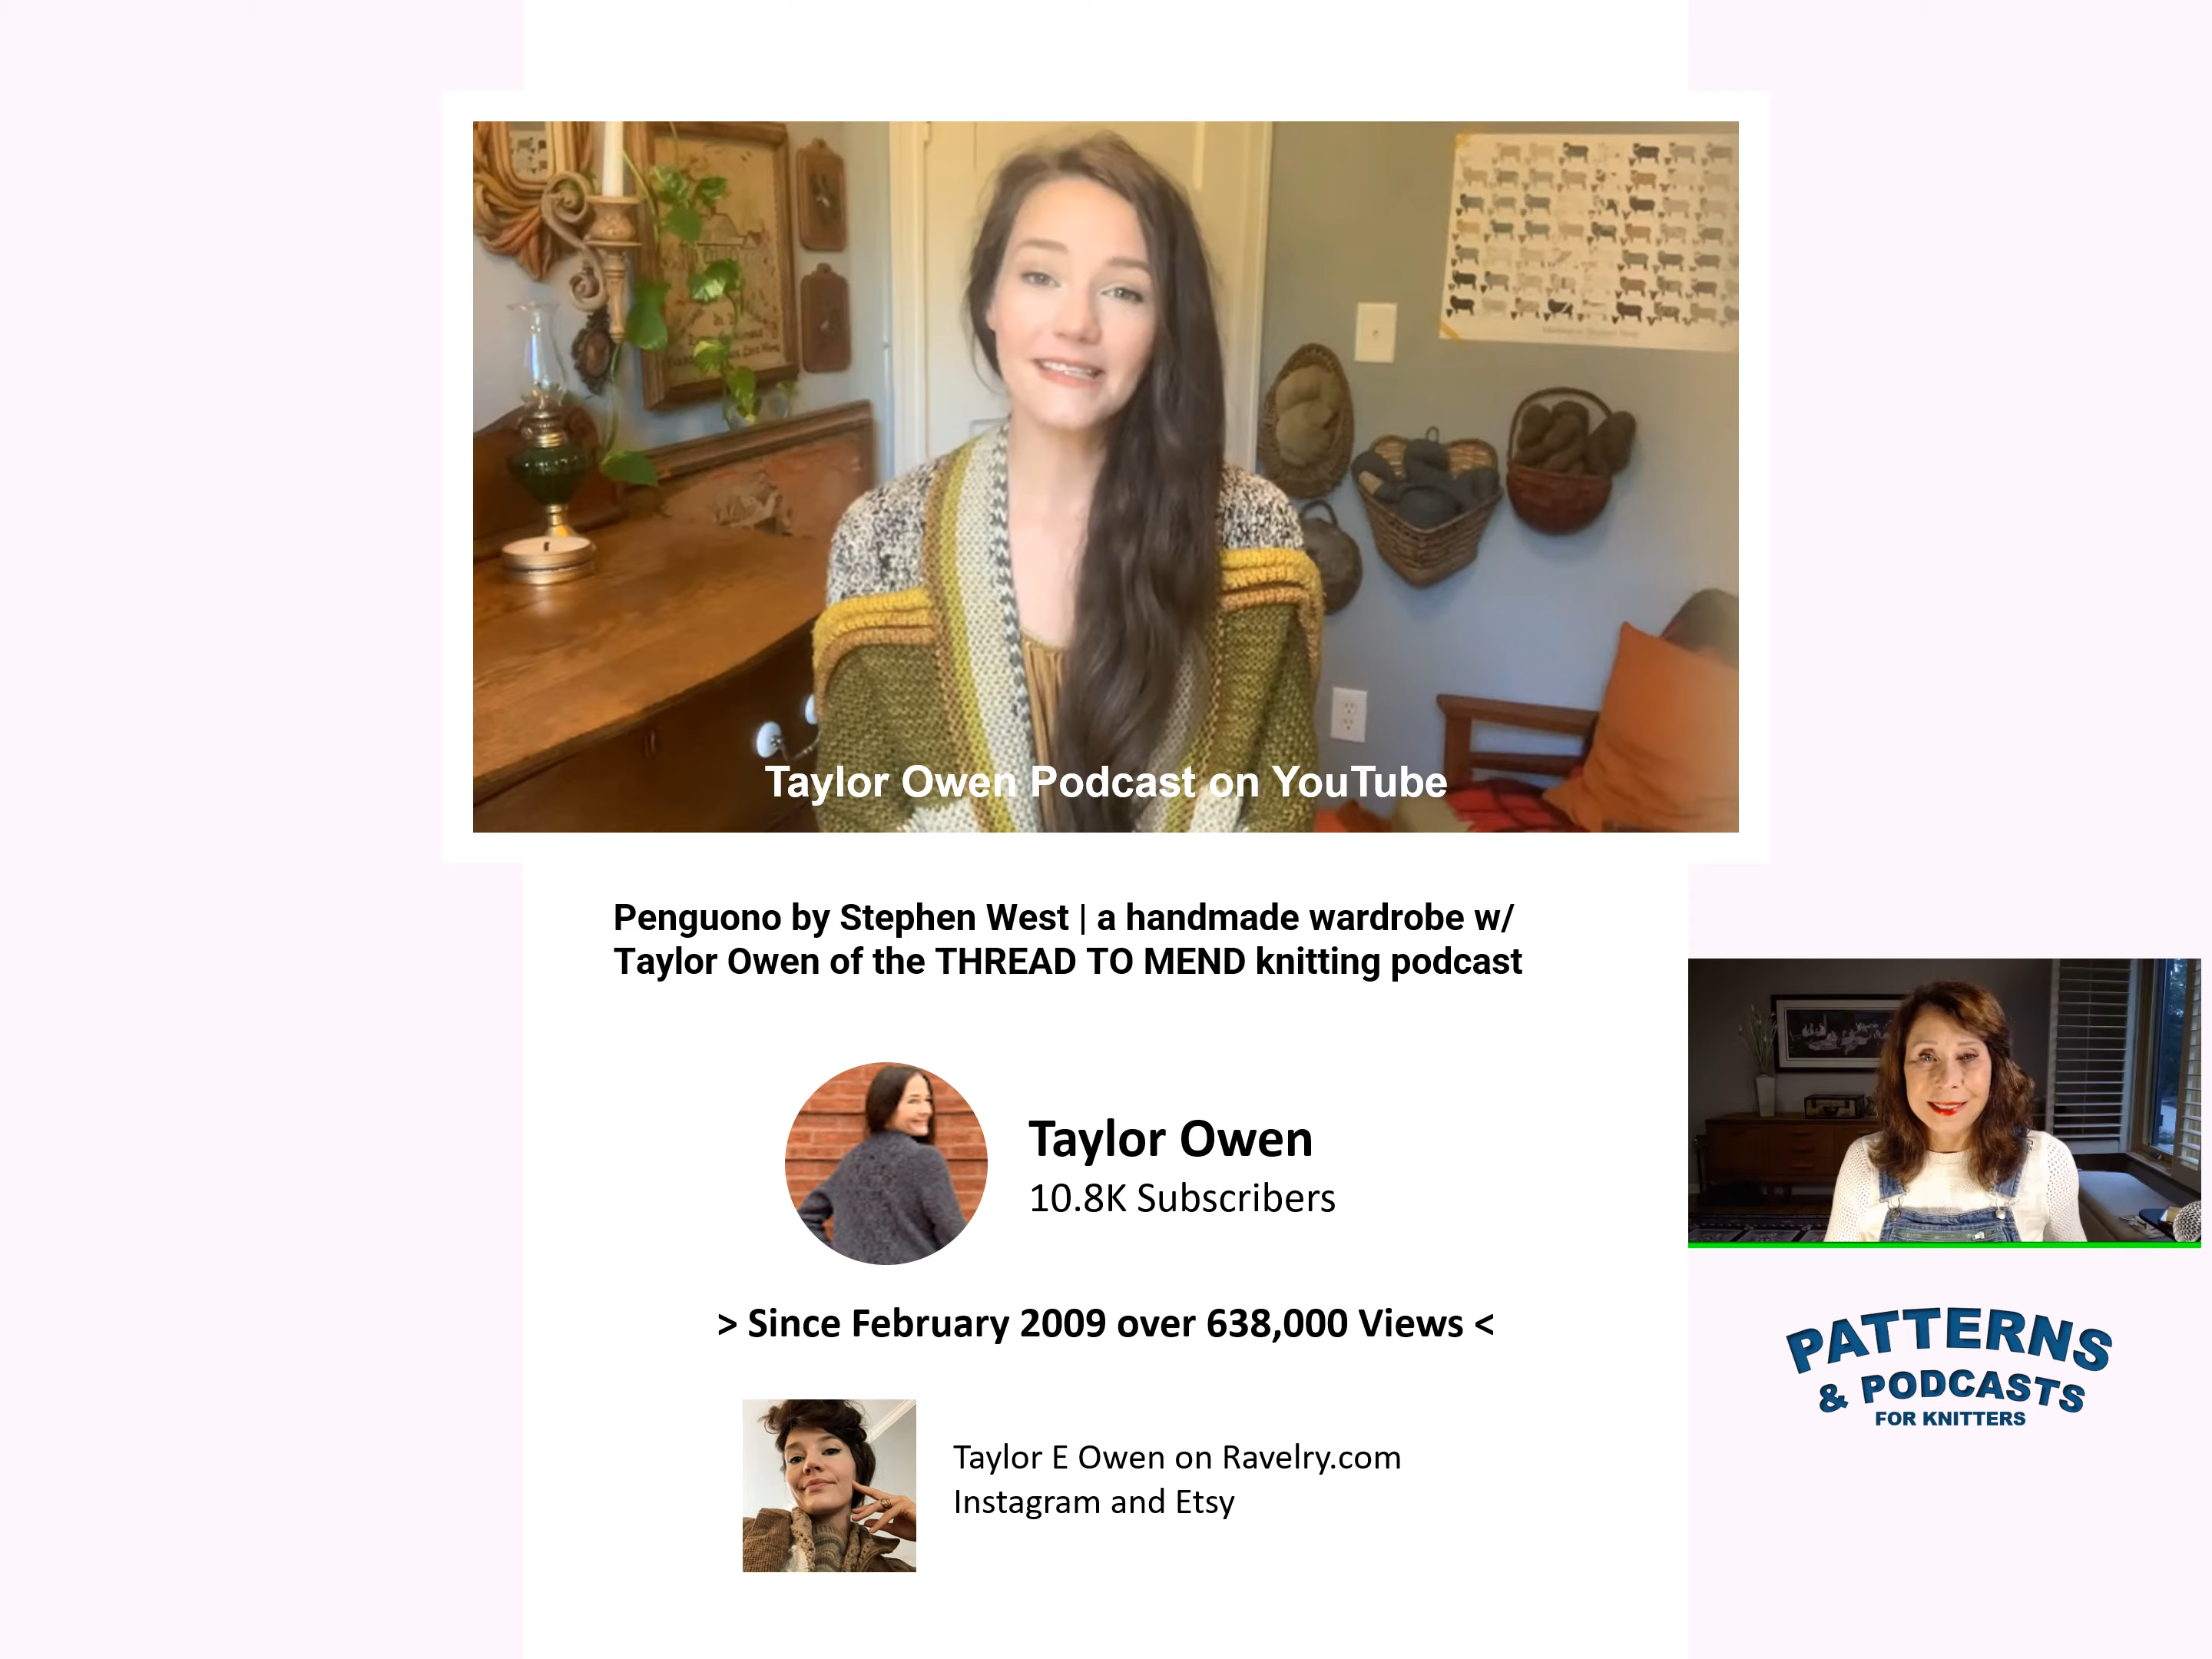 Taylor Owen Podcast on YouTube
Penguono by Stephen West | a handmade wardrobe w/
Taylor Owen of the THREAD TO MEND knitting podcast
Taylor Owen
10.8K Subscribers
> Since February 2009 over 638,000 Views <
Taylor E Owen on Ravelry.com
Instagram and Etsy
PATTERNS
& PODCASTS
FOR KNITTERS